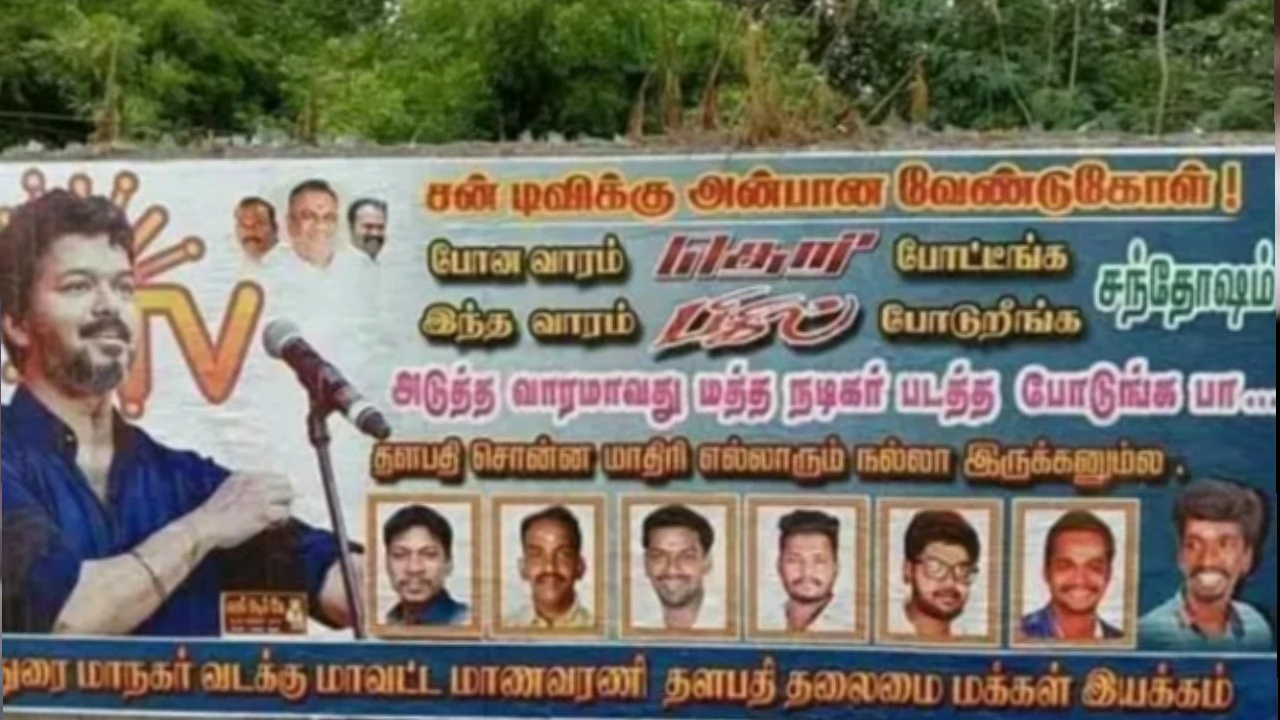 சன் டிவிக்கு அன்பான வேண்டுகோள் !
போன வாரம் தெறி போட்டீங்க
இந்த வாரம் பிகில் போடுறீங்க
சந்தோஷம்
அடுத்த வாரமாவது மத்த நடிகர் படத்த போடுங்க பா...
தளபதி சொன்ன மாதிரி எல்லாரும் நல்லா இருக்கனும்ல .
TV
துரை மாநகர் வடக்கு மாவட்ட மாணவரணி தளபதி தலைமை மக்கள் இயக்கம்